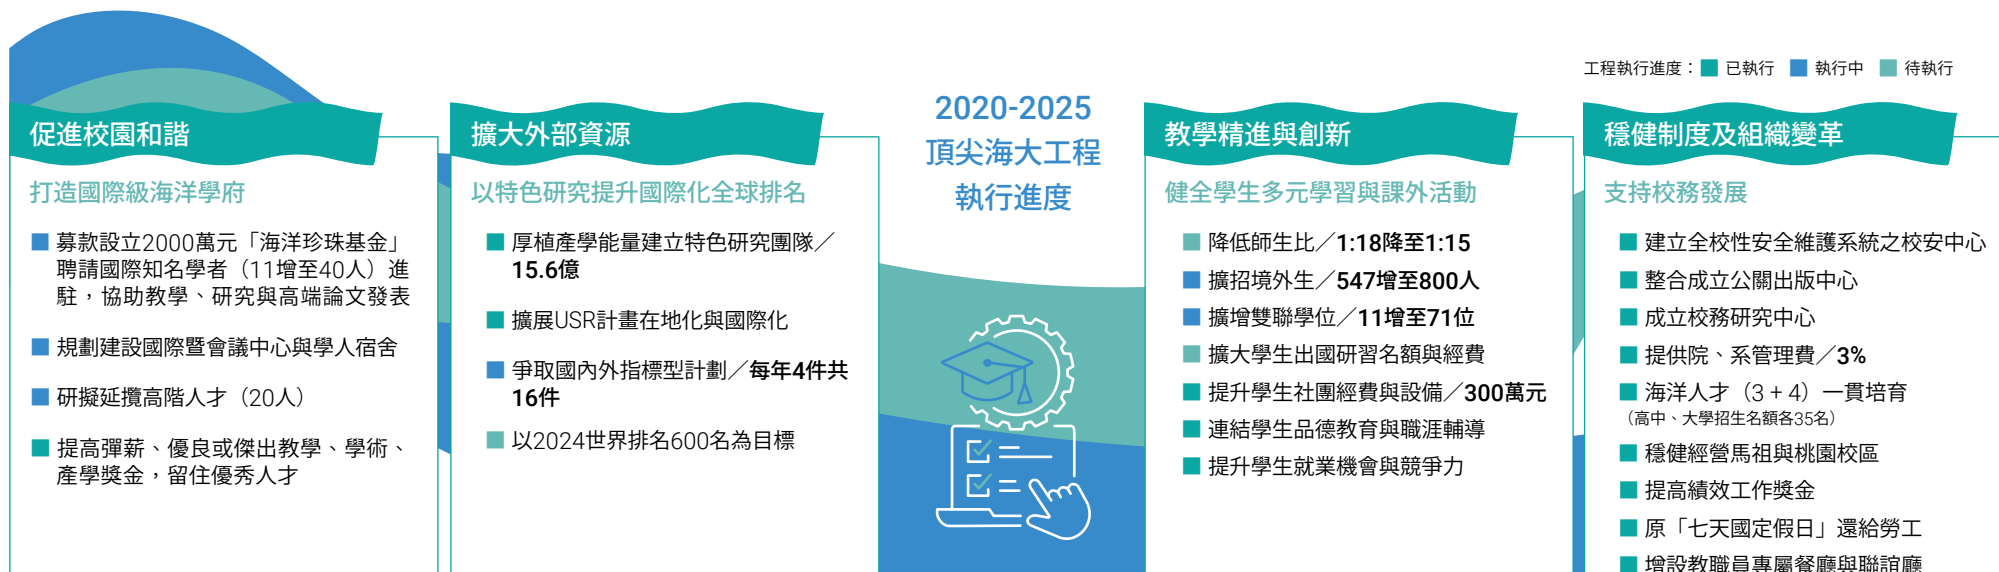 工程執行進度：已執行 執行中 待執行
促進校園和諧
打造國際級海洋學府
募款設立2000萬元「海洋珍珠基金」
聘請國際知名學者（11增至40人）進
駐，協助教學、研究與高端論文發表
規劃建設國際暨會議中心與學人宿舍
研擬延攬高階人才（20人）
提高彈薪、優良或傑出教學、學術、
產學獎金，留住優秀人才
擴大外部資源
以特色研究提升國際化全球排名
厚植產學能量建立特色研究團隊／
15.6億
擴展USR計畫在地化與國際化
爭取國內外指標型計劃／每年4件共
16件
以2024世界排名600名為目標
2020-2025
頂尖海大工程
執行進度
教學精進與創新
健全學生多元學習與課外活動
降低師生比／1:18降至1:15
擴招境外生／547增至800人
擴增雙聯學位／11增至71位
擴大學生出國研習名額與經費
提升學生社團經費與設備／300萬元
連結學生品德教育與職涯輔導
提升學生就業機會與競爭力
穩健制度及組織變革
支持校務發展
建立全校性安全維護系統之校安中心
整合成立公關出版中心
成立校務研究中心
提供院、系管理費／3%
海洋人才（3 + 4）一貫培育
（高中、大學招生名額各35名）
穩健經營馬祖與桃園校區
提高績效工作獎金
原「七天國定假日」還給勞工
增設教職員專屬餐廳與聯誼廳